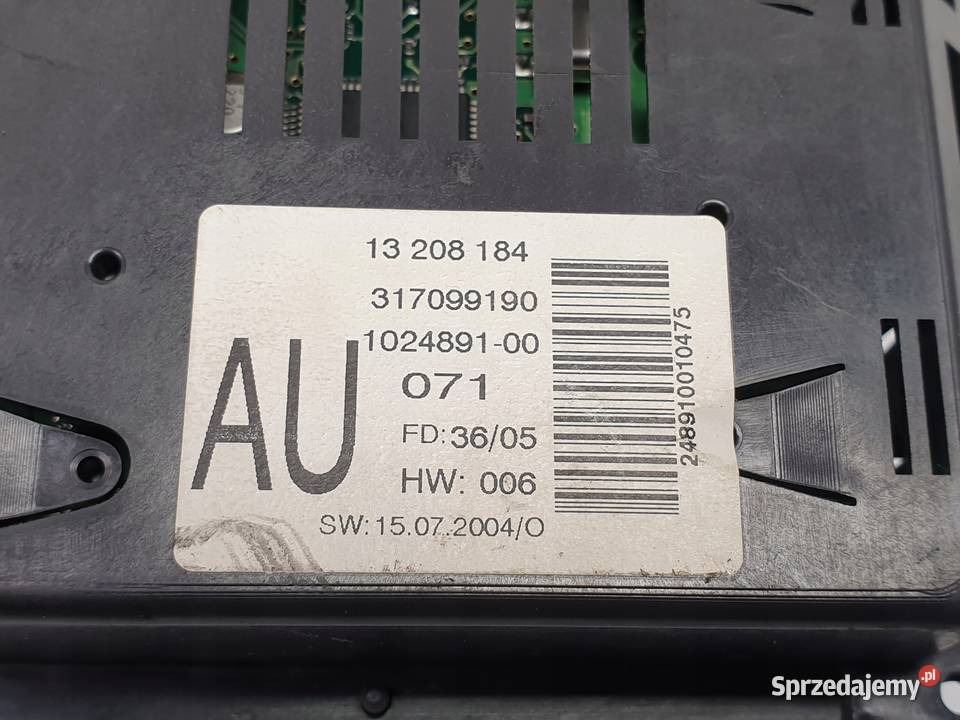 13 208 184
317099190
1024891-00
AU
071
FD: 36/05
HW: 006
SW: 15.07.2004/O
248910010475
Sprzedajemy.pl